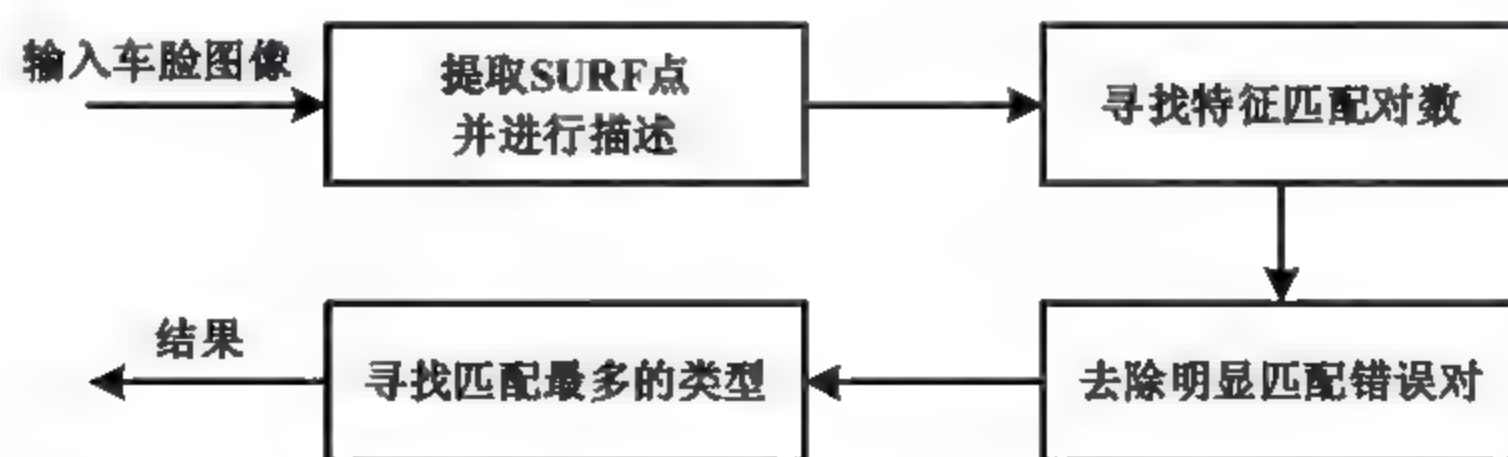 输入车脸图像
提取SURF点
并进行描述
寻找特征匹配对数
去除明显匹配错误对
寻找匹配最多的类型
结果